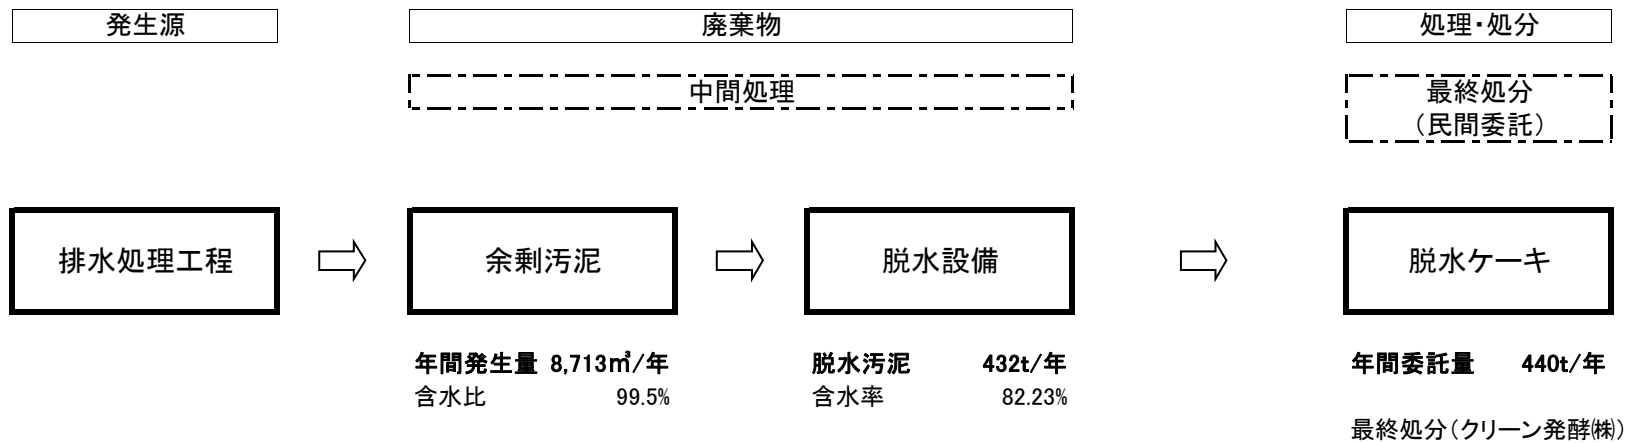 発生源
廃棄物
処理・処分
中間処理
最終処分
（民間委託）
排水処理工程
余剰汚泥
脱水設備
脱水ケーキ
年間発生量 8,713㎥/年
脱水汚泥 432t/年
年間委託量 440t/年
含水比 99.5%
含水率 82.23%
最終処分（クリーン発酵㈱）